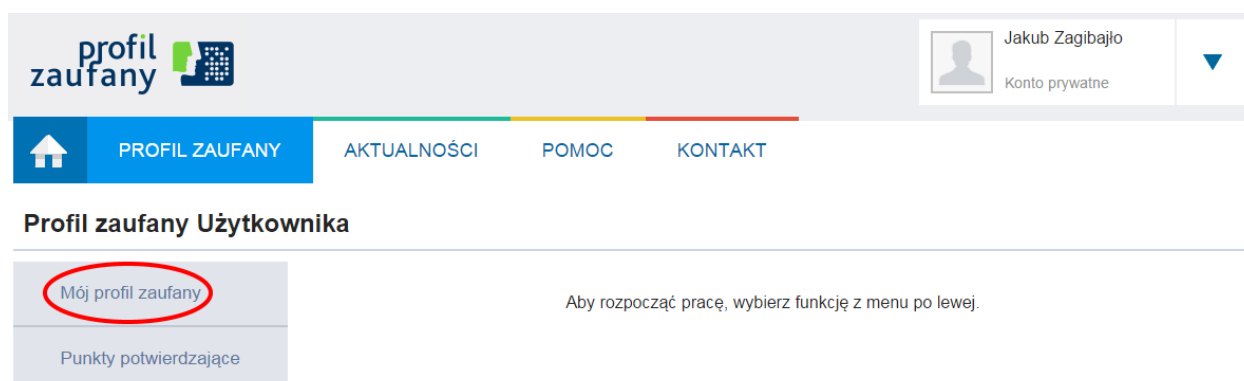 profil
zaufany
Jakub Zagibajło
Konto prywatne
PROFIL ZAUFANY AKTUALNOŚCI POMOC KONTAKT
Profil zaufany Użytkownika
Mój profil zaufany
Aby rozpocząć pracę, wybierz funkcję z menu po lewej.
Punkty potwierdzające